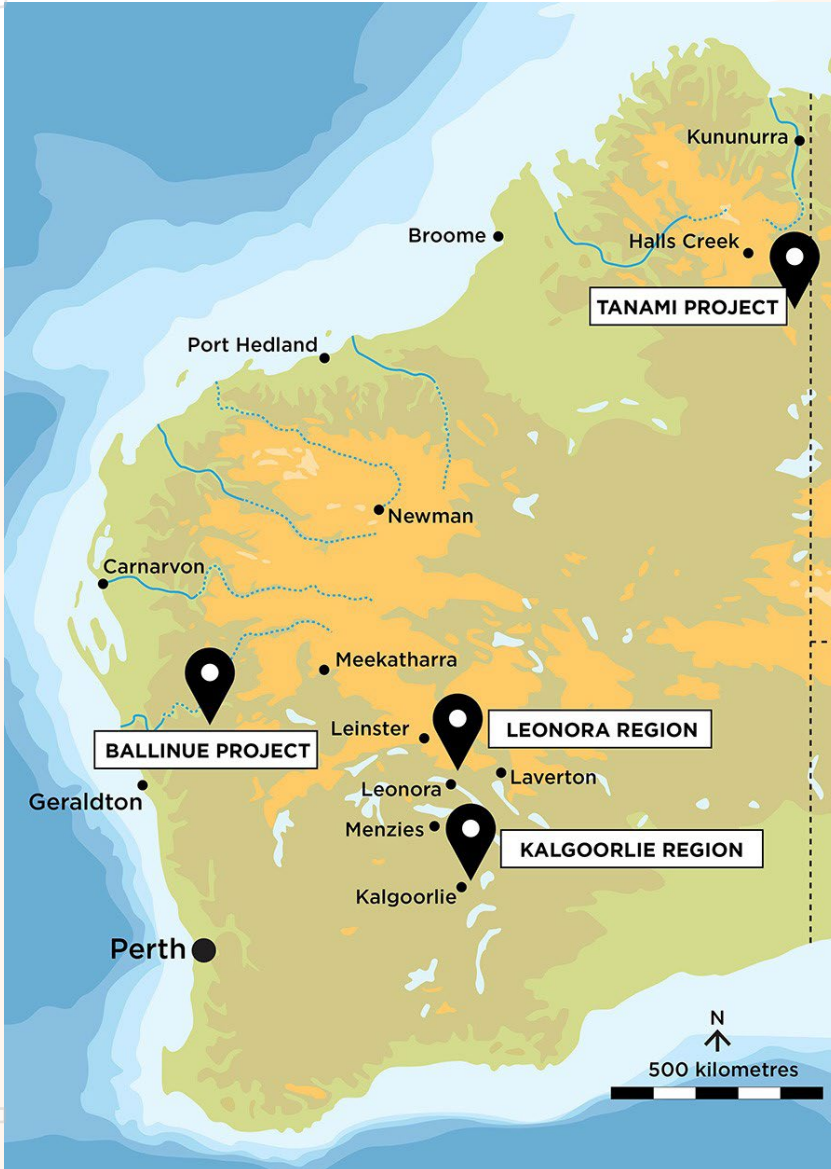 Kununurra
Broome
Halls Creek
TANAMI PROJECT
Port Hedland
Newman
Carnarvon
Meekatharra
Leinster
LEONORA REGION
BALLINUE PROJECT
Laverton
Leonora
Geraldton
Menzies
KALGOORLIE REGION
Kalgoorlie
Perth
N
500 kilometres